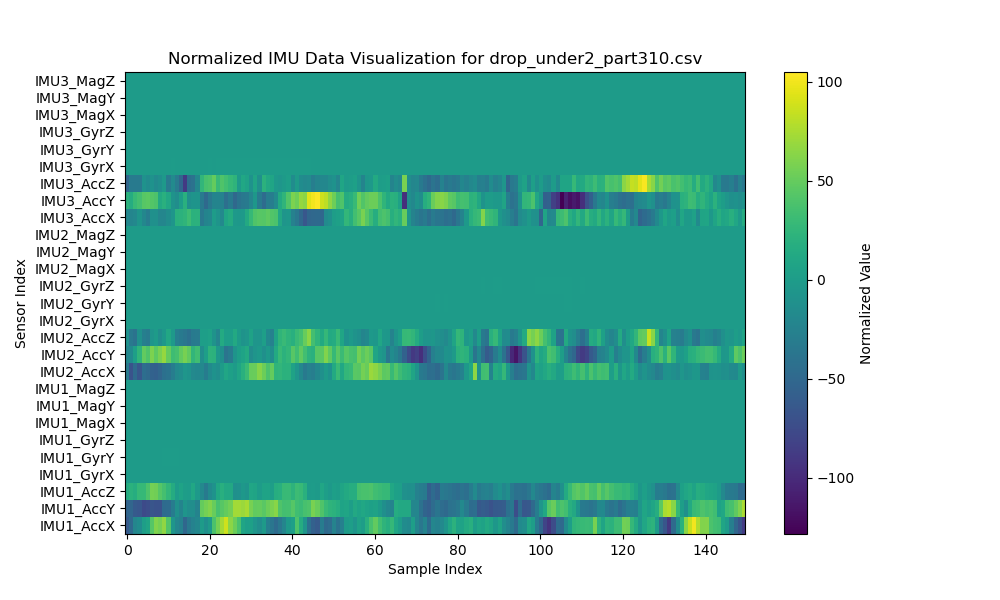 Normalized IMU Data Visualization for drop_under2_part310.csv
IMU3_MagZ
IMU3_MagY
IMU3_MagX
IMU3_GyrZ
IMU3_GyrY
IMU3_GyrX
IMU3_AccZ
IMU3_AccY
IMU3_AccX
IMU2_MagZ
IMU2_MagY
IMU2_MagX
IMU2_GyrZ
IMU2_GyrY
IMU2_GyrX
IMU2_AccZ
IMU2_AccY
IMU2_AccX
IMU1_MagZ
IMU1_MagY
IMU1_MagX
IMU1_GyrZ
IMU1_GyrY
IMU1_GyrX
IMU1_AccZ
IMU1_AccY
IMU1_AccX
Sensor Index
0 20 40 60 80 100 120 140
Sample Index
100
50
0
−50
−100
Normalized Value